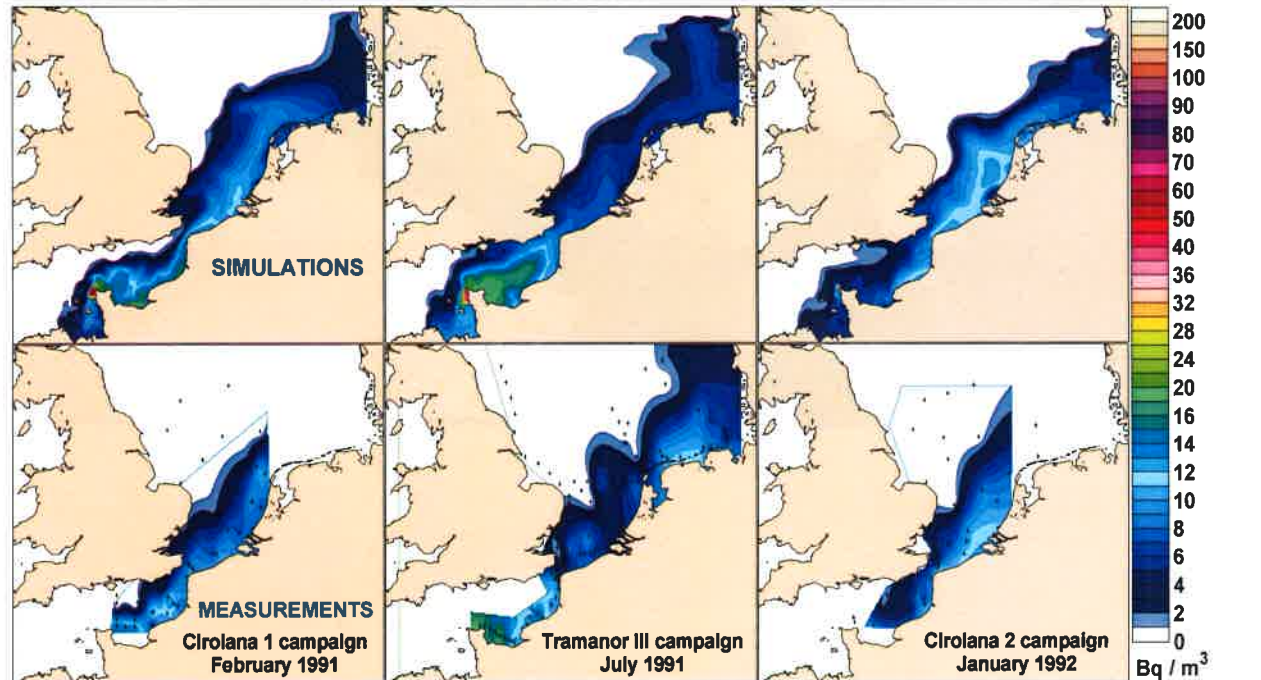 SIMULATIONS
MEASUREMENTS
Cirolana 1 campaign
February 1991
Tramanor III campaign
July 1991
Cirolana 2 campaign
January 1992
200
150
100
90
80
70
60
50
40
36
32
28
24
20
16
14
12
10
8
6
4
2
0
Bq / m³